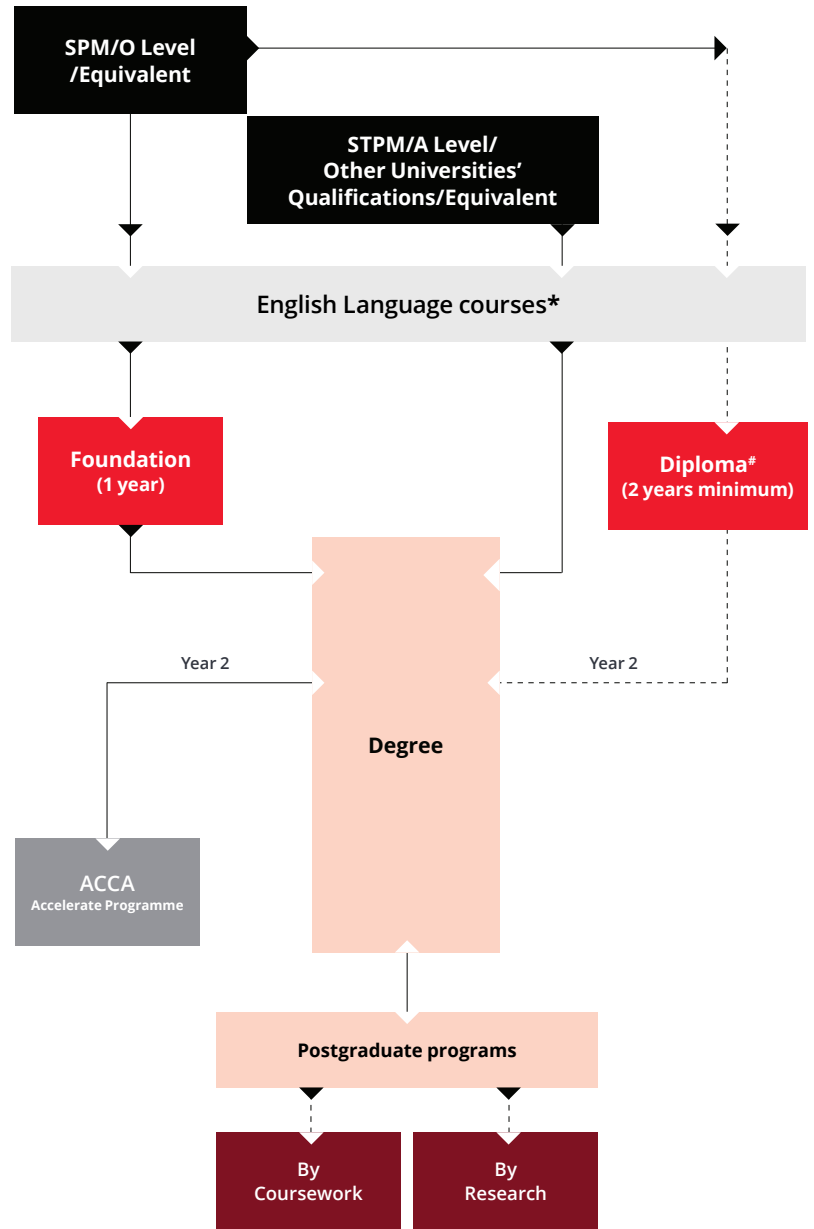 SPM/O Level
/Equivalent
STPM/A Level/
Other Universities’
Qualifications/Equivalent
English Language courses*
Foundation
(1 year)
Diploma#
(2 years minimum)
Year 2
Year 2
Degree
ACCA
Accelerate Programme
Postgraduate programs
By
Coursework
By
Research